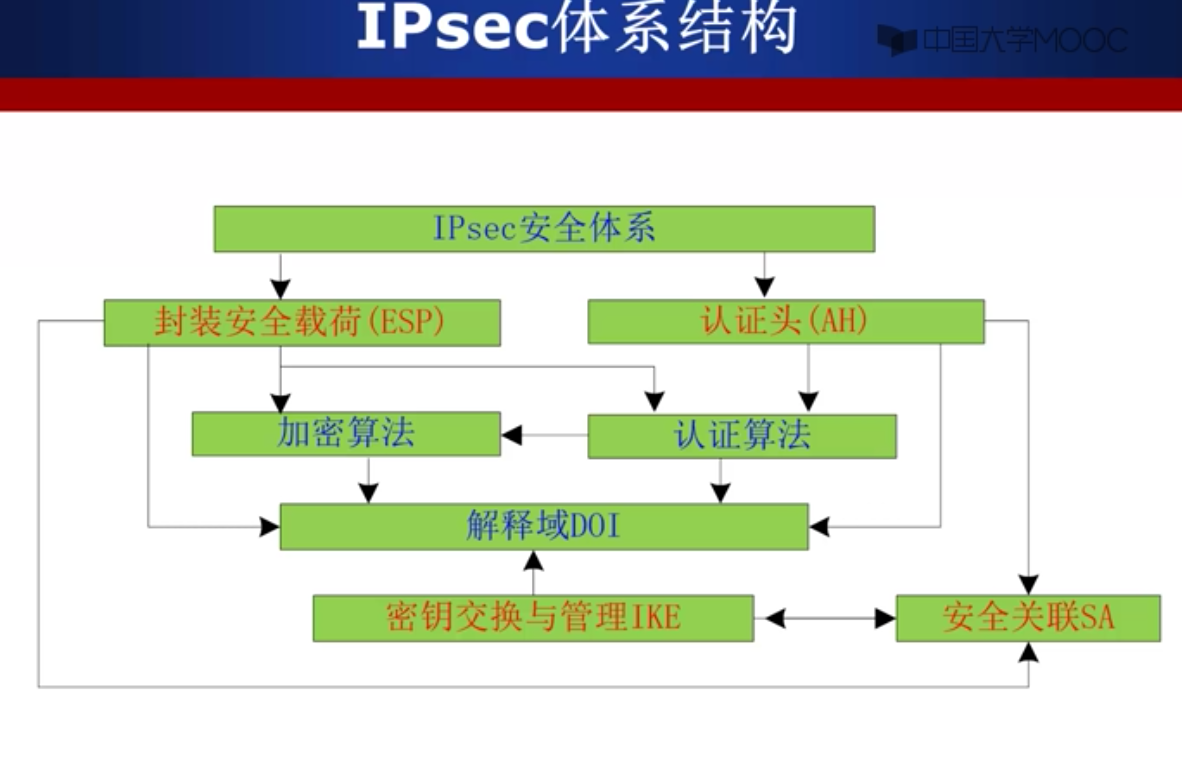 IPsec体系结构
中国大学MOOC
IPsec安全体系
封装安全载荷(ESP)
认证头(AH)
加密算法
认证算法
解释域DOI
密钥交换与管理IKE
安全关联SA